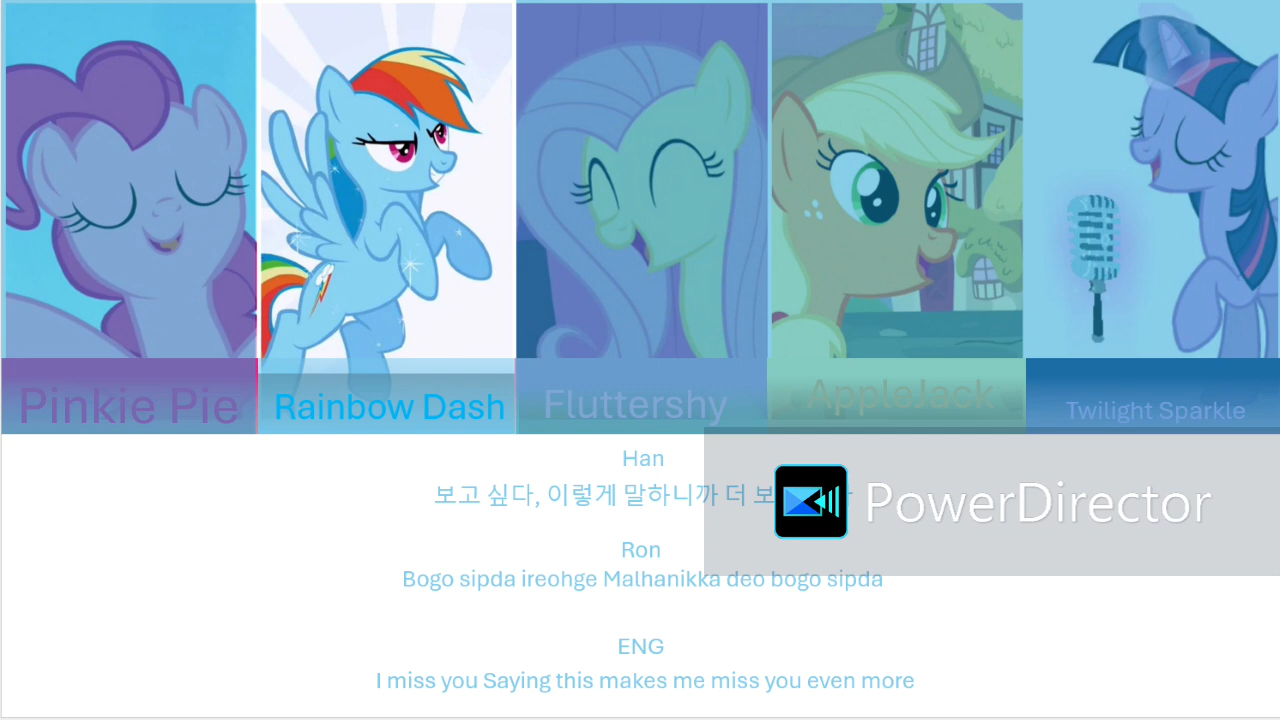 Pinkie Pie
Rainbow Dash
Fluttershy
AppleJack
Twilight Sparkle
Han
보고 싶다, 이렇게 말하니까 더
PowerDirector
Ron
Bogo sipda ireohge Malhanikka deo bogo sipda
ENG
I miss you Saying this makes me miss you even more